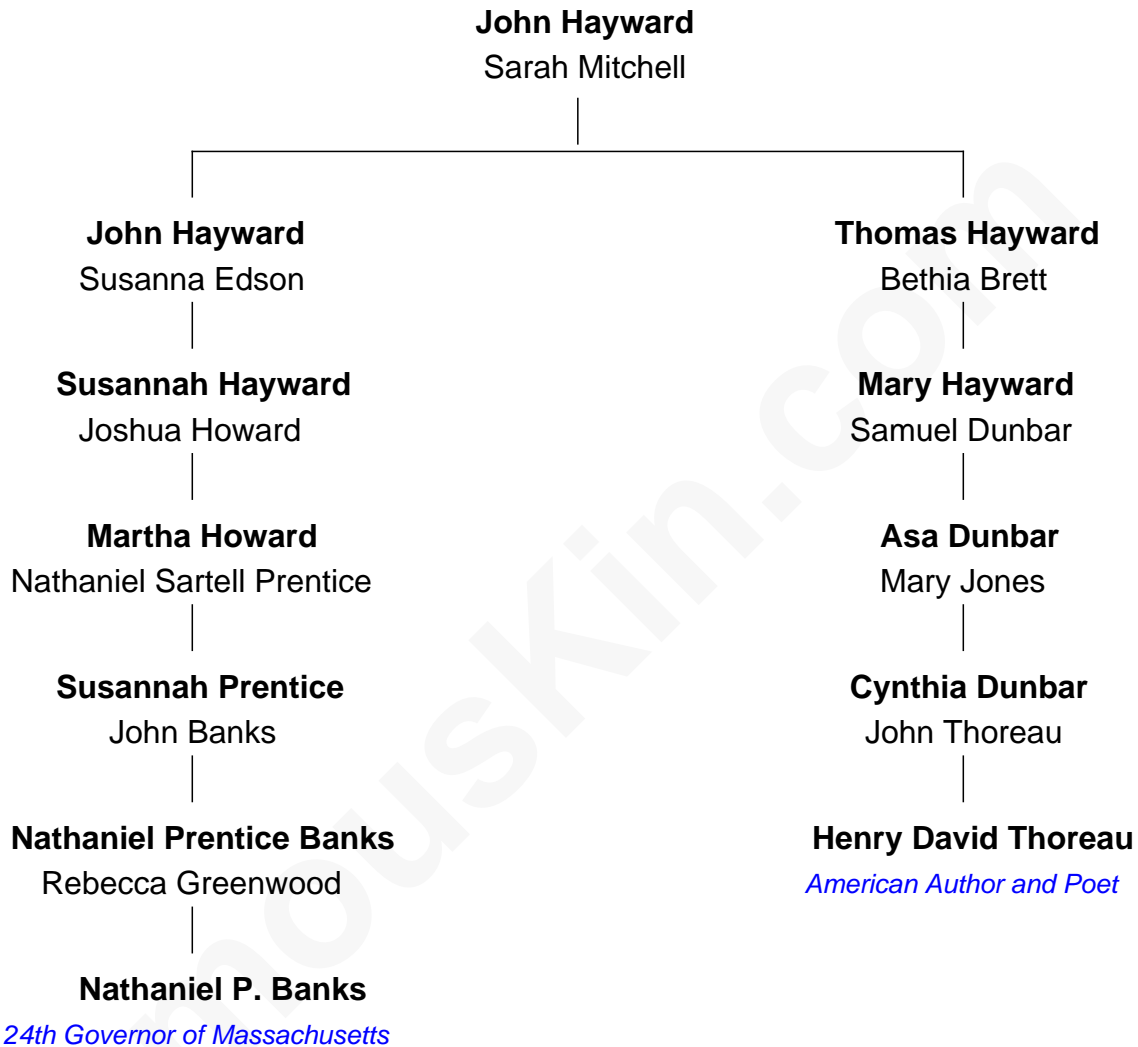 John Hayward
Sarah Mitchell
John Hayward
Susanna Edson
Thomas Hayward
Bethia Brett
Susannah Hayward
Joshua Howard
Mary Hayward
Samuel Dunbar
Martha Howard
Nathaniel Sartell Prentice
Asa Dunbar
Mary Jones
Susannah Prentice
John Banks
Cynthia Dunbar
John Thoreau
Nathaniel Prentice Banks
Rebecca Greenwood
Henry David Thoreau
American Author and Poet
Nathaniel P. Banks
24th Governor of Massachusetts
mousKin.com